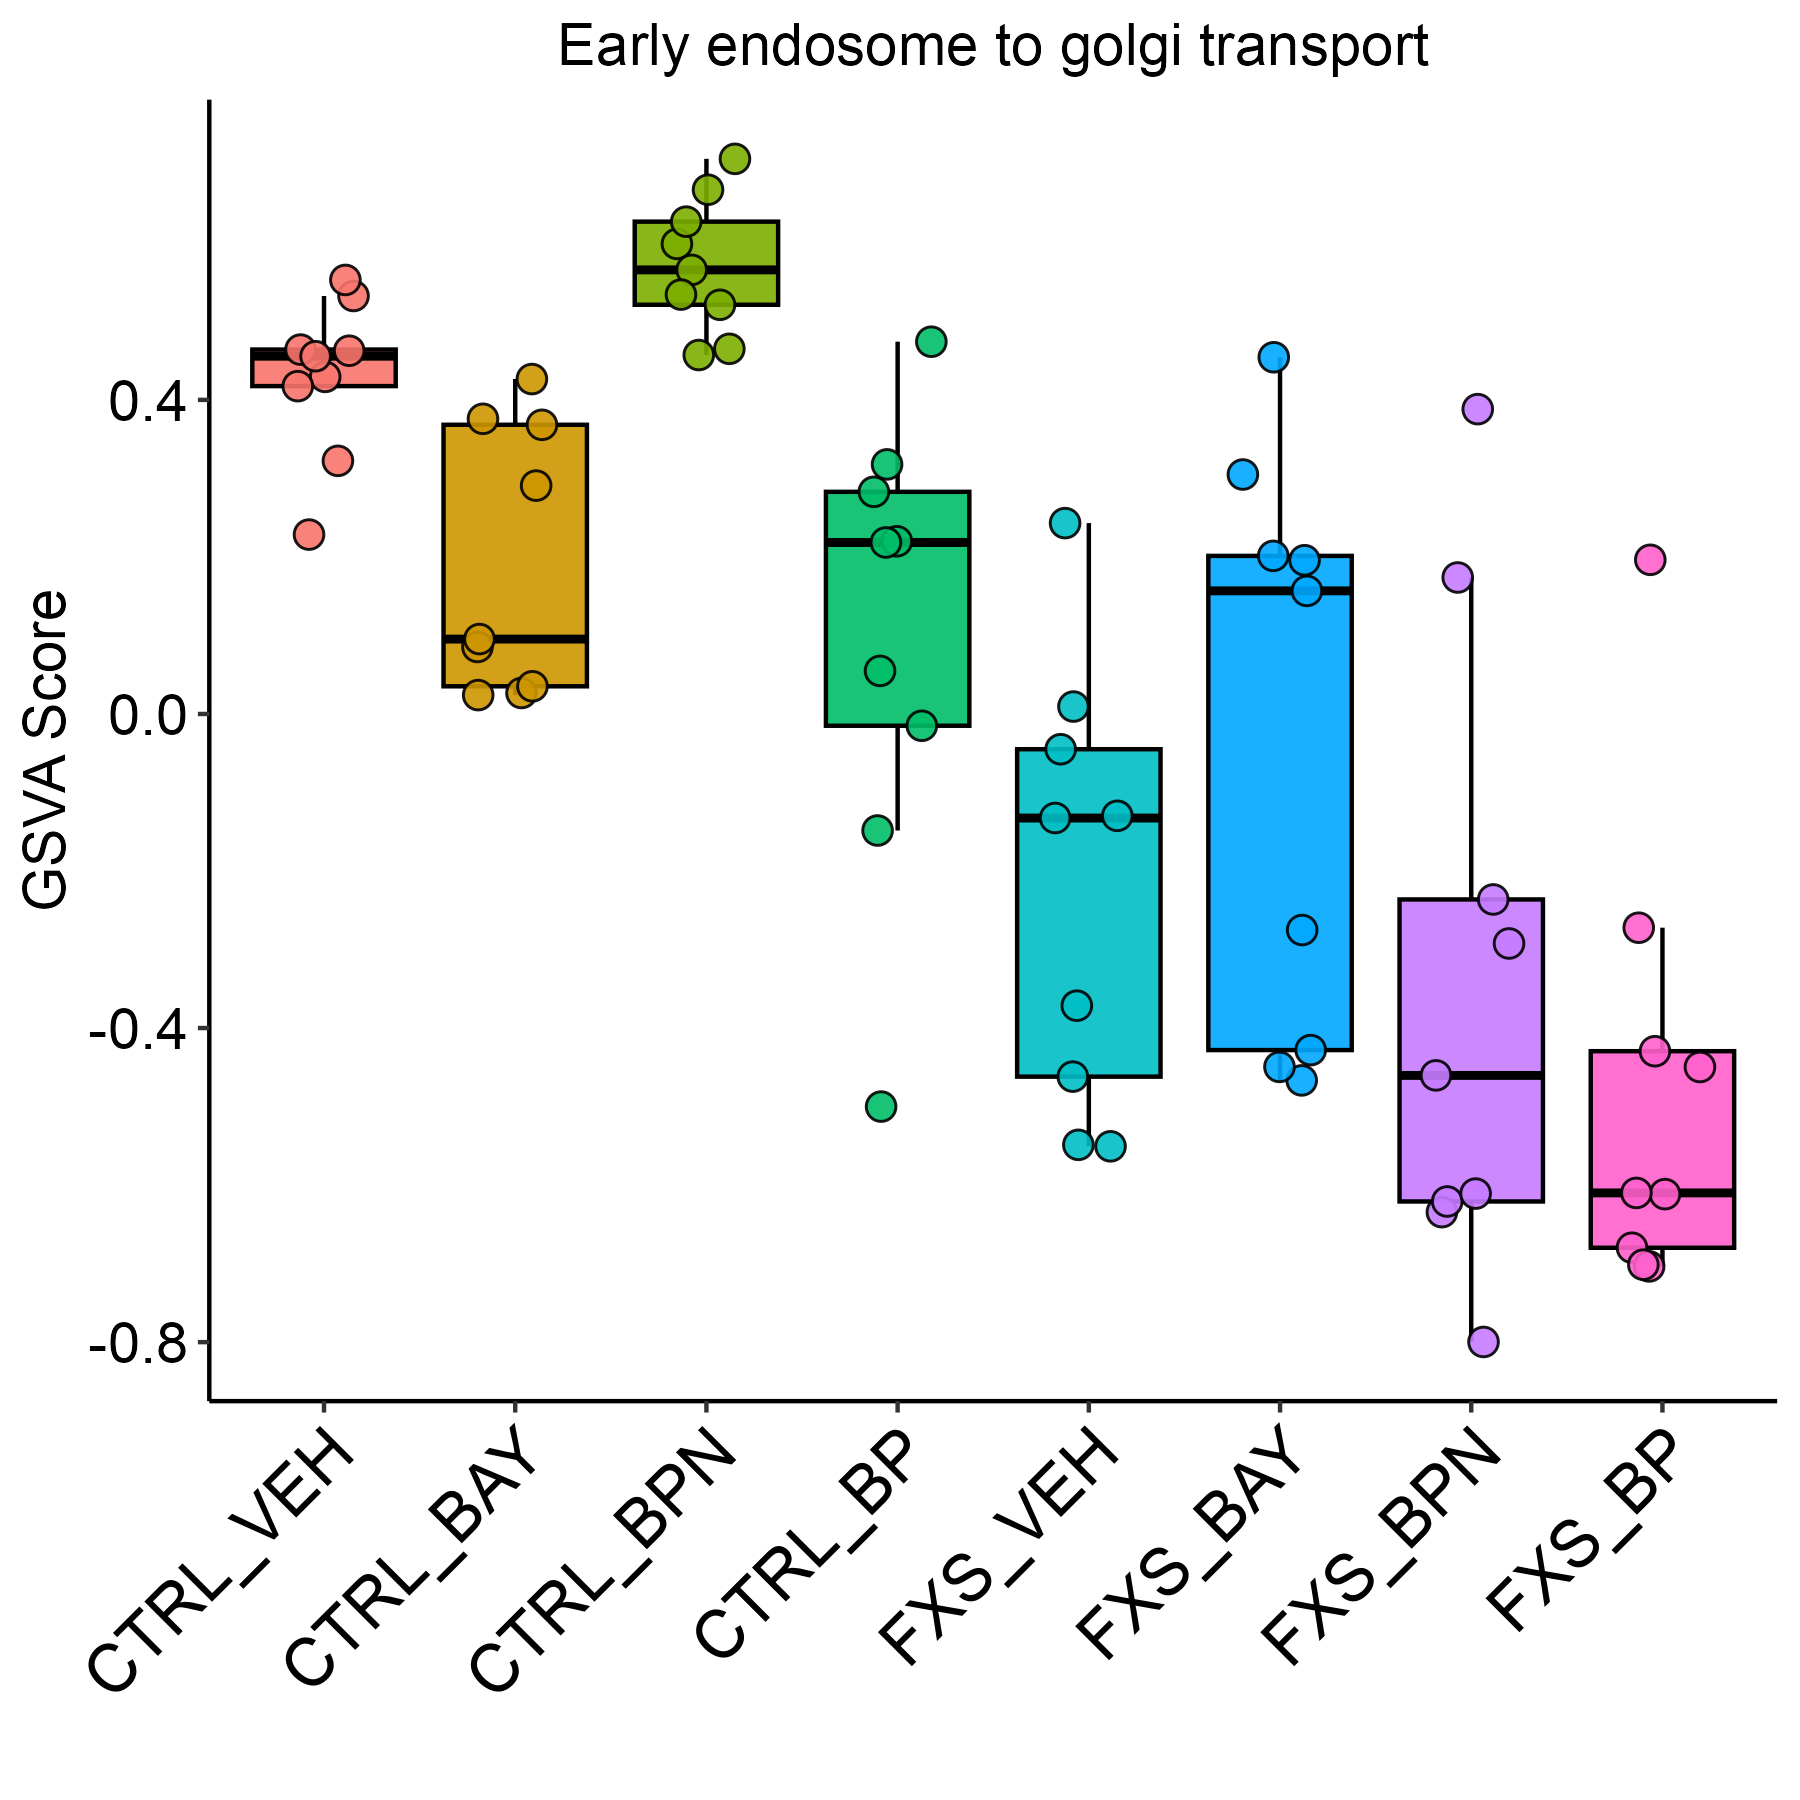 Early endosome to golgi transport
GSVA Score
0.4
0.0
-0.4
-0.8
CTRL_VEH
CTRL_BAY
CTRL_BPN
CTRL_BP
FXS_VEH
FXS_BAY
FXS_BPN
FXS_BP